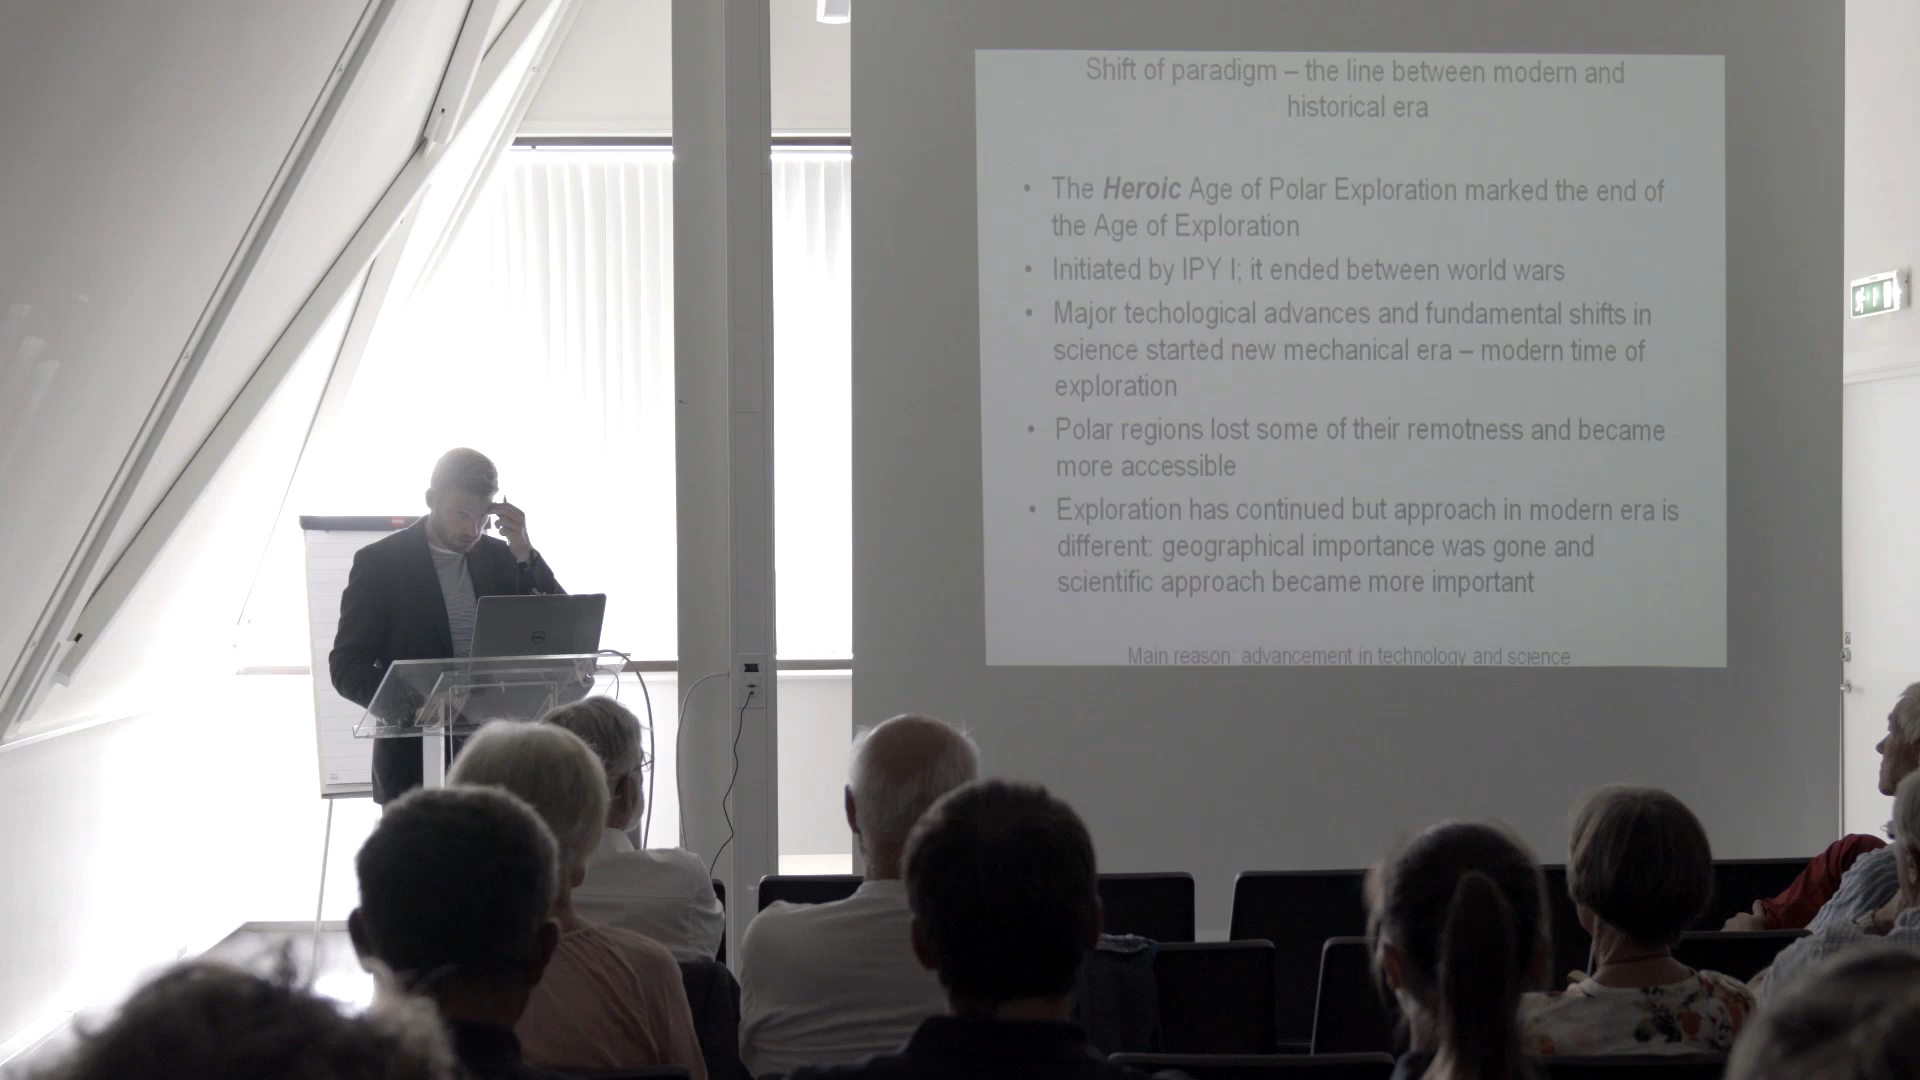 Shift of paradigm – the line between modern and
historical era
• The Heroic Age of Polar Exploration marked the end of
the Age of Exploration
• Initiated by IPY I; it ended between world wars
• Major techological advances and fundamental shifts in
science started new mechanical era – modern time of
exploration
• Polar regions lost some of their remotness and became
more accessible
• Exploration has continued but approach in modern era is
different: geographical importance was gone and
scientific approach became more important
Main reason: advancement in technology and science
DELL